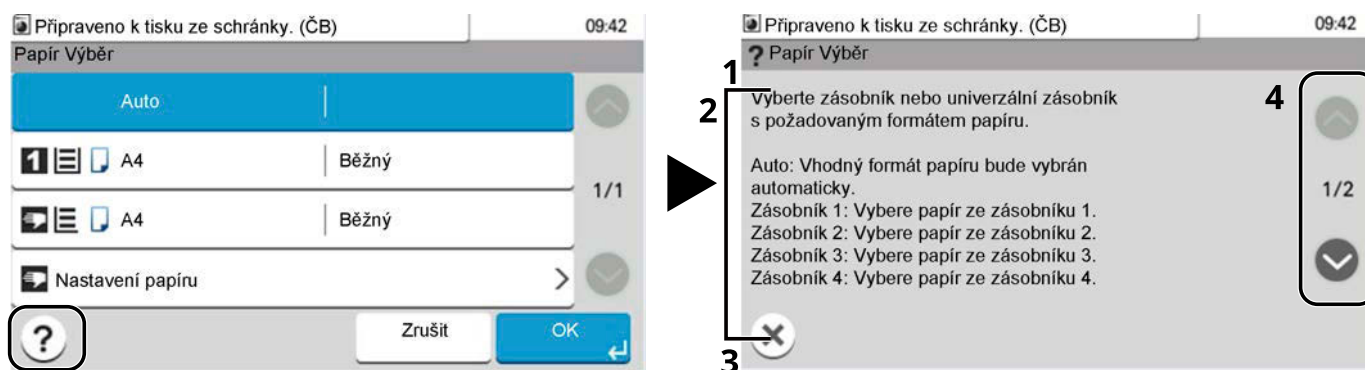 Připraveno k tisku ze schránky. (ČB)
09:42
Papír Výběr
Auto
1 A4
Běžný
A4
Běžný
1/1
Nastavení papíru
?
Zrušit
OK
Připraveno k tisku ze schránky. (ČB)
09:42
? Papír Výběr
1
2
3
4
Vyberte zásobník nebo univerzální zásobník
s požadovaným formátem papíru.
Auto: Vhodný formát papíru bude vybrán
automaticky.
Zásobník 1: Vybere papír ze zásobníku 1.
Zásobník 2: Vybere papír ze zásobníku 2.
Zásobník 3: Vybere papír ze zásobníku 3.
Zásobník 4: Vybere papír ze zásobníku 4.
1/2